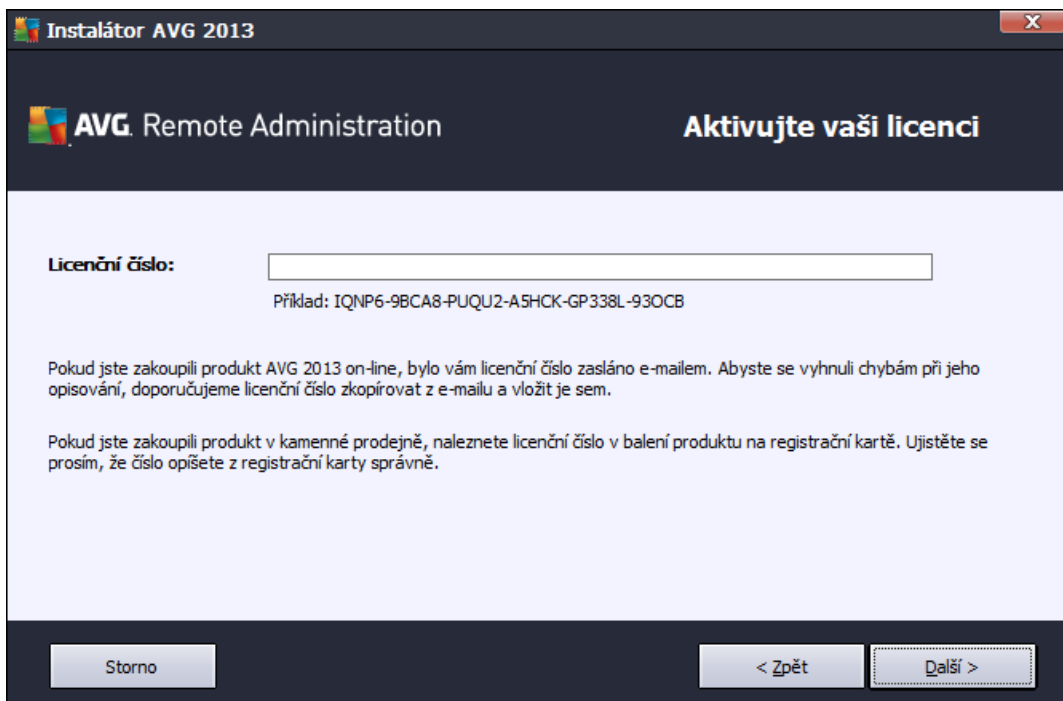 Instalátor AVG 2013
AVG. Remote Administration
Aktivujte vaši licenci
Licenční číslo:
Příklad: IQNP6-9BCA8-PUQU2-A5HCK-GP338L-93OCB
Pokud jste zakoupili produkt AVG 2013 on-line, bylo vám licenční číslo zasláno e-mailem. Abyste se vyhnuli chybám při jeho
opisování, doporučujeme licenční číslo zkopírovat z e-mailu a vložit je sem.
Pokud jste zakoupili produkt v kamenné prodejně, naleznete licenční číslo v balení produktu na registrační kartě. Ujistěte se
prosím, že číslo opíšete z registrační karty správně.
Storno
< Zpět
Další >